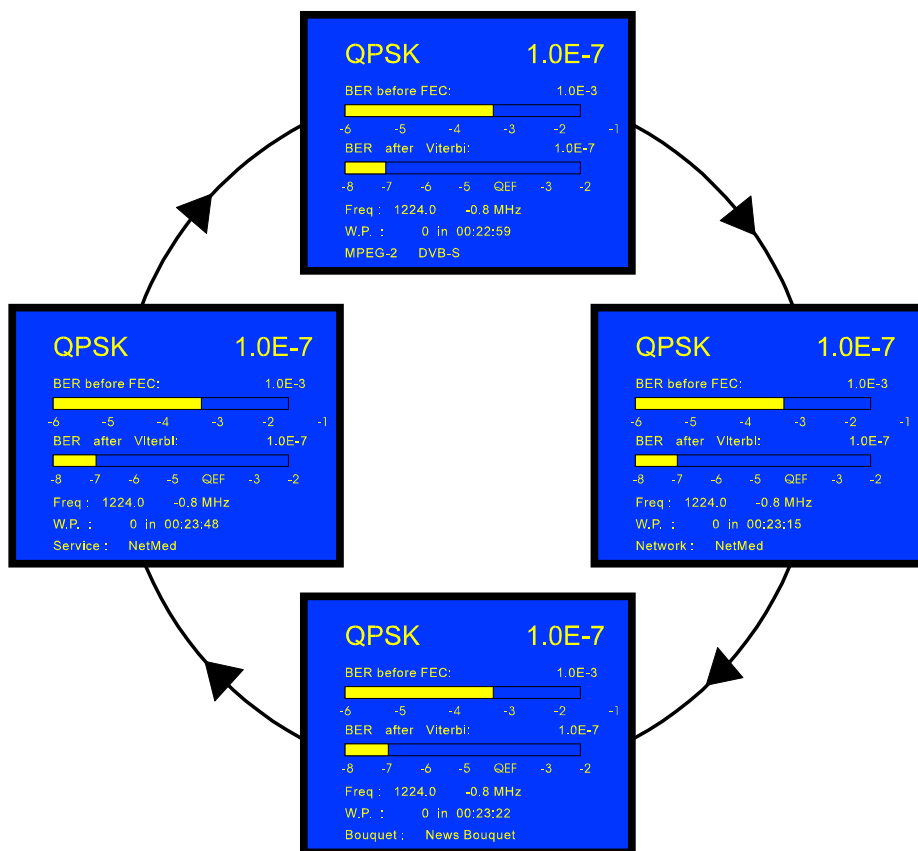 QPSK 1.0E-7
BER before FEC: 1.0E-3
-6 -5 -4 -3 -2 -1
BER after Viterbi: 1.0E-7
-8 -7 -6 -5 QEF -3 -2
Freq : 1224.0 -0.8 MHz
W.P. : 0 in 00:22:59
MPEG-2 DVB-S
QPSK 1.0E-7
BER before FEC: 1.0E-3
-6 -5 -4 -3 -2 -1
BER after VIterbI: 1.0E-7
-8 -7 -6 -5 QEF -3 -2
Freq : 1224.0 -0.8 MHz
W.P. : 0 in 00:23:48
Service : NetMed
QPSK 1.0E-7
BER before FEC: 1.0E-3
-6 -5 -4 -3 -2 -1
BER after Viterbi: 1.0E-7
-8 -7 -6 -5 QEF -3 -2
Freq : 1224.0 -0.8 MHz
W.P. : 0 in 00:23:15
Network : NetMed
QPSK 1.0E-7
BER before FEC: 1.0E-3
-6 -5 -4 -3 -2 -1
BER after Viterbi: 1.0E-7
-8 -7 -6 -5 QEF -3 -2
Freq : 1224.0 -0.8 MHz
W.P. : 0 in 00:23:22
Bouquet : News Bouquet